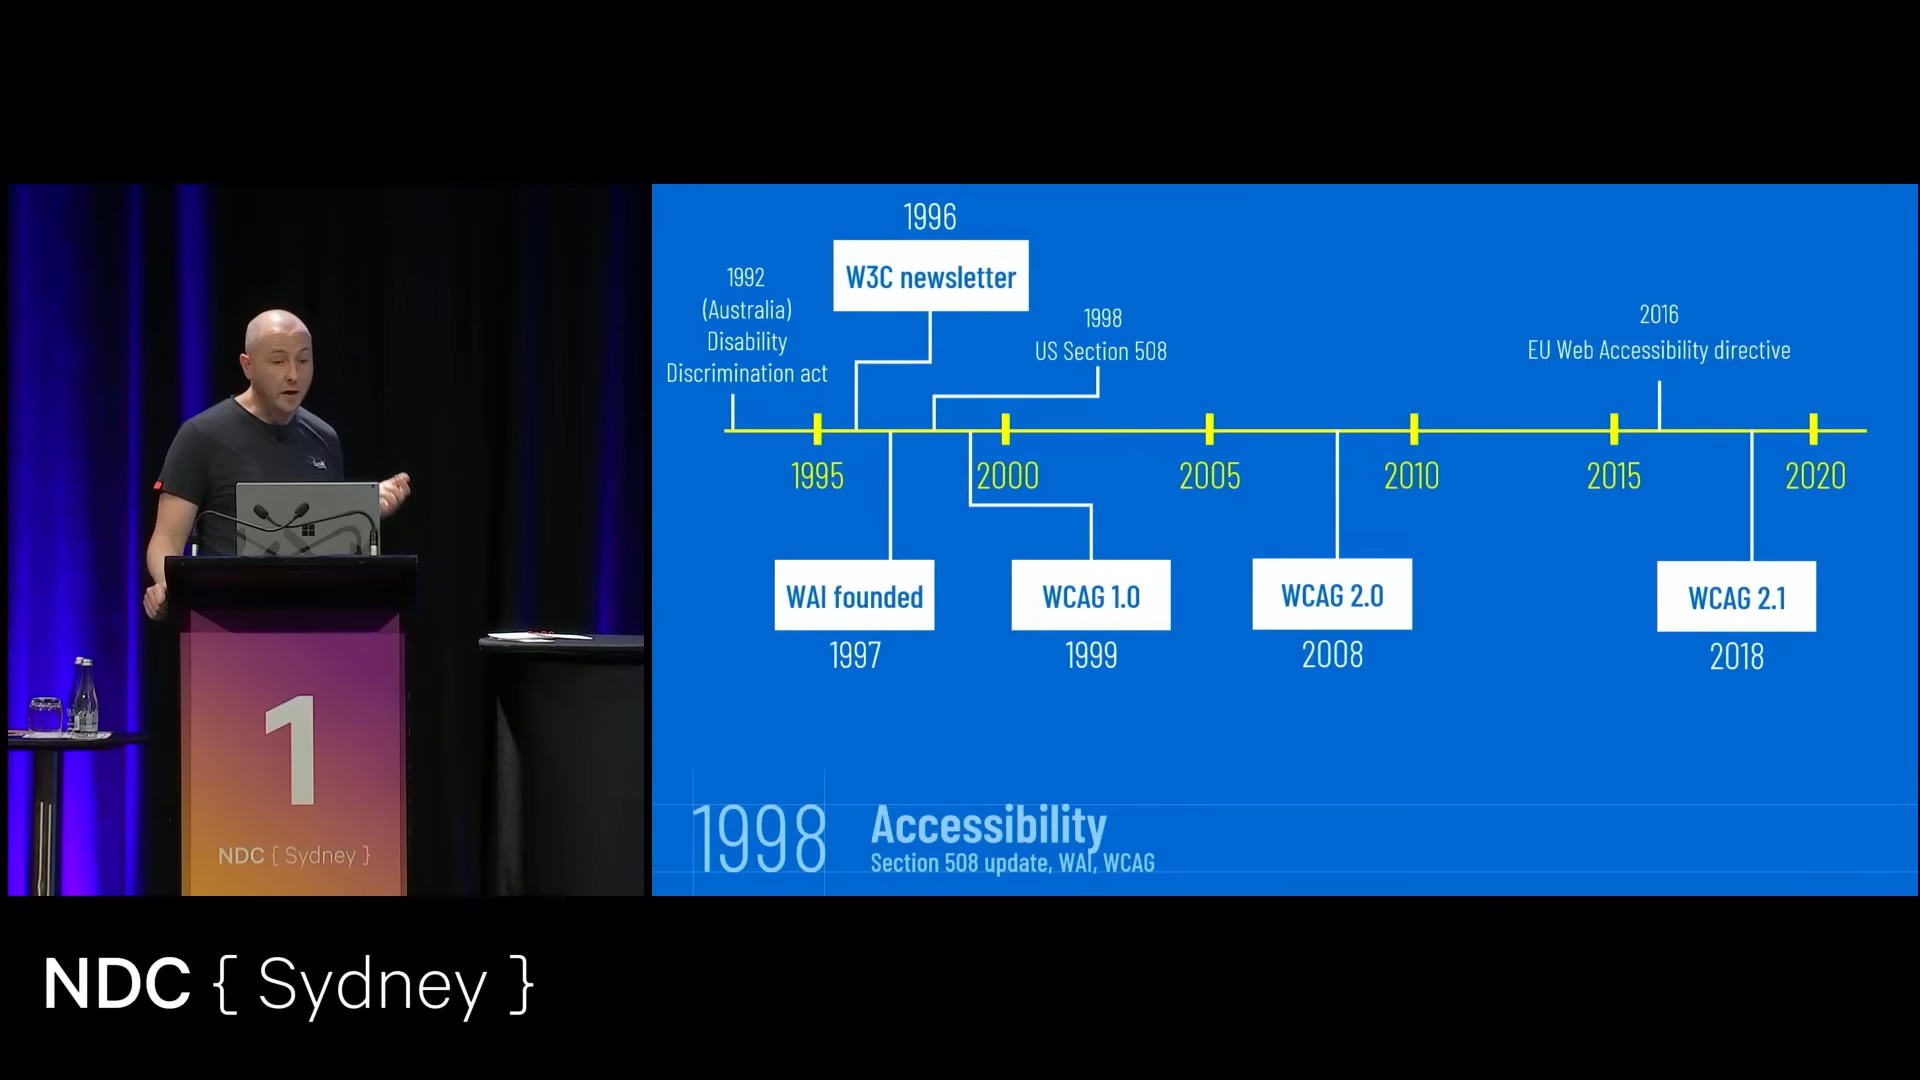 1
NDC { Sydney }
1996
W3C newsletter
1992
(Australia)
Disability
Discrimination act
1998
US Section 508
2016
EU Web Accessibility directive
1995
2000
2005
2010
2015
2020
WAI founded
1997
WCAG 1.0
1999
WCAG 2.0
2008
WCAG 2.1
2018
1998
Accessibility
Section 508 update, WAI, WCAG
NDC { Sydney }